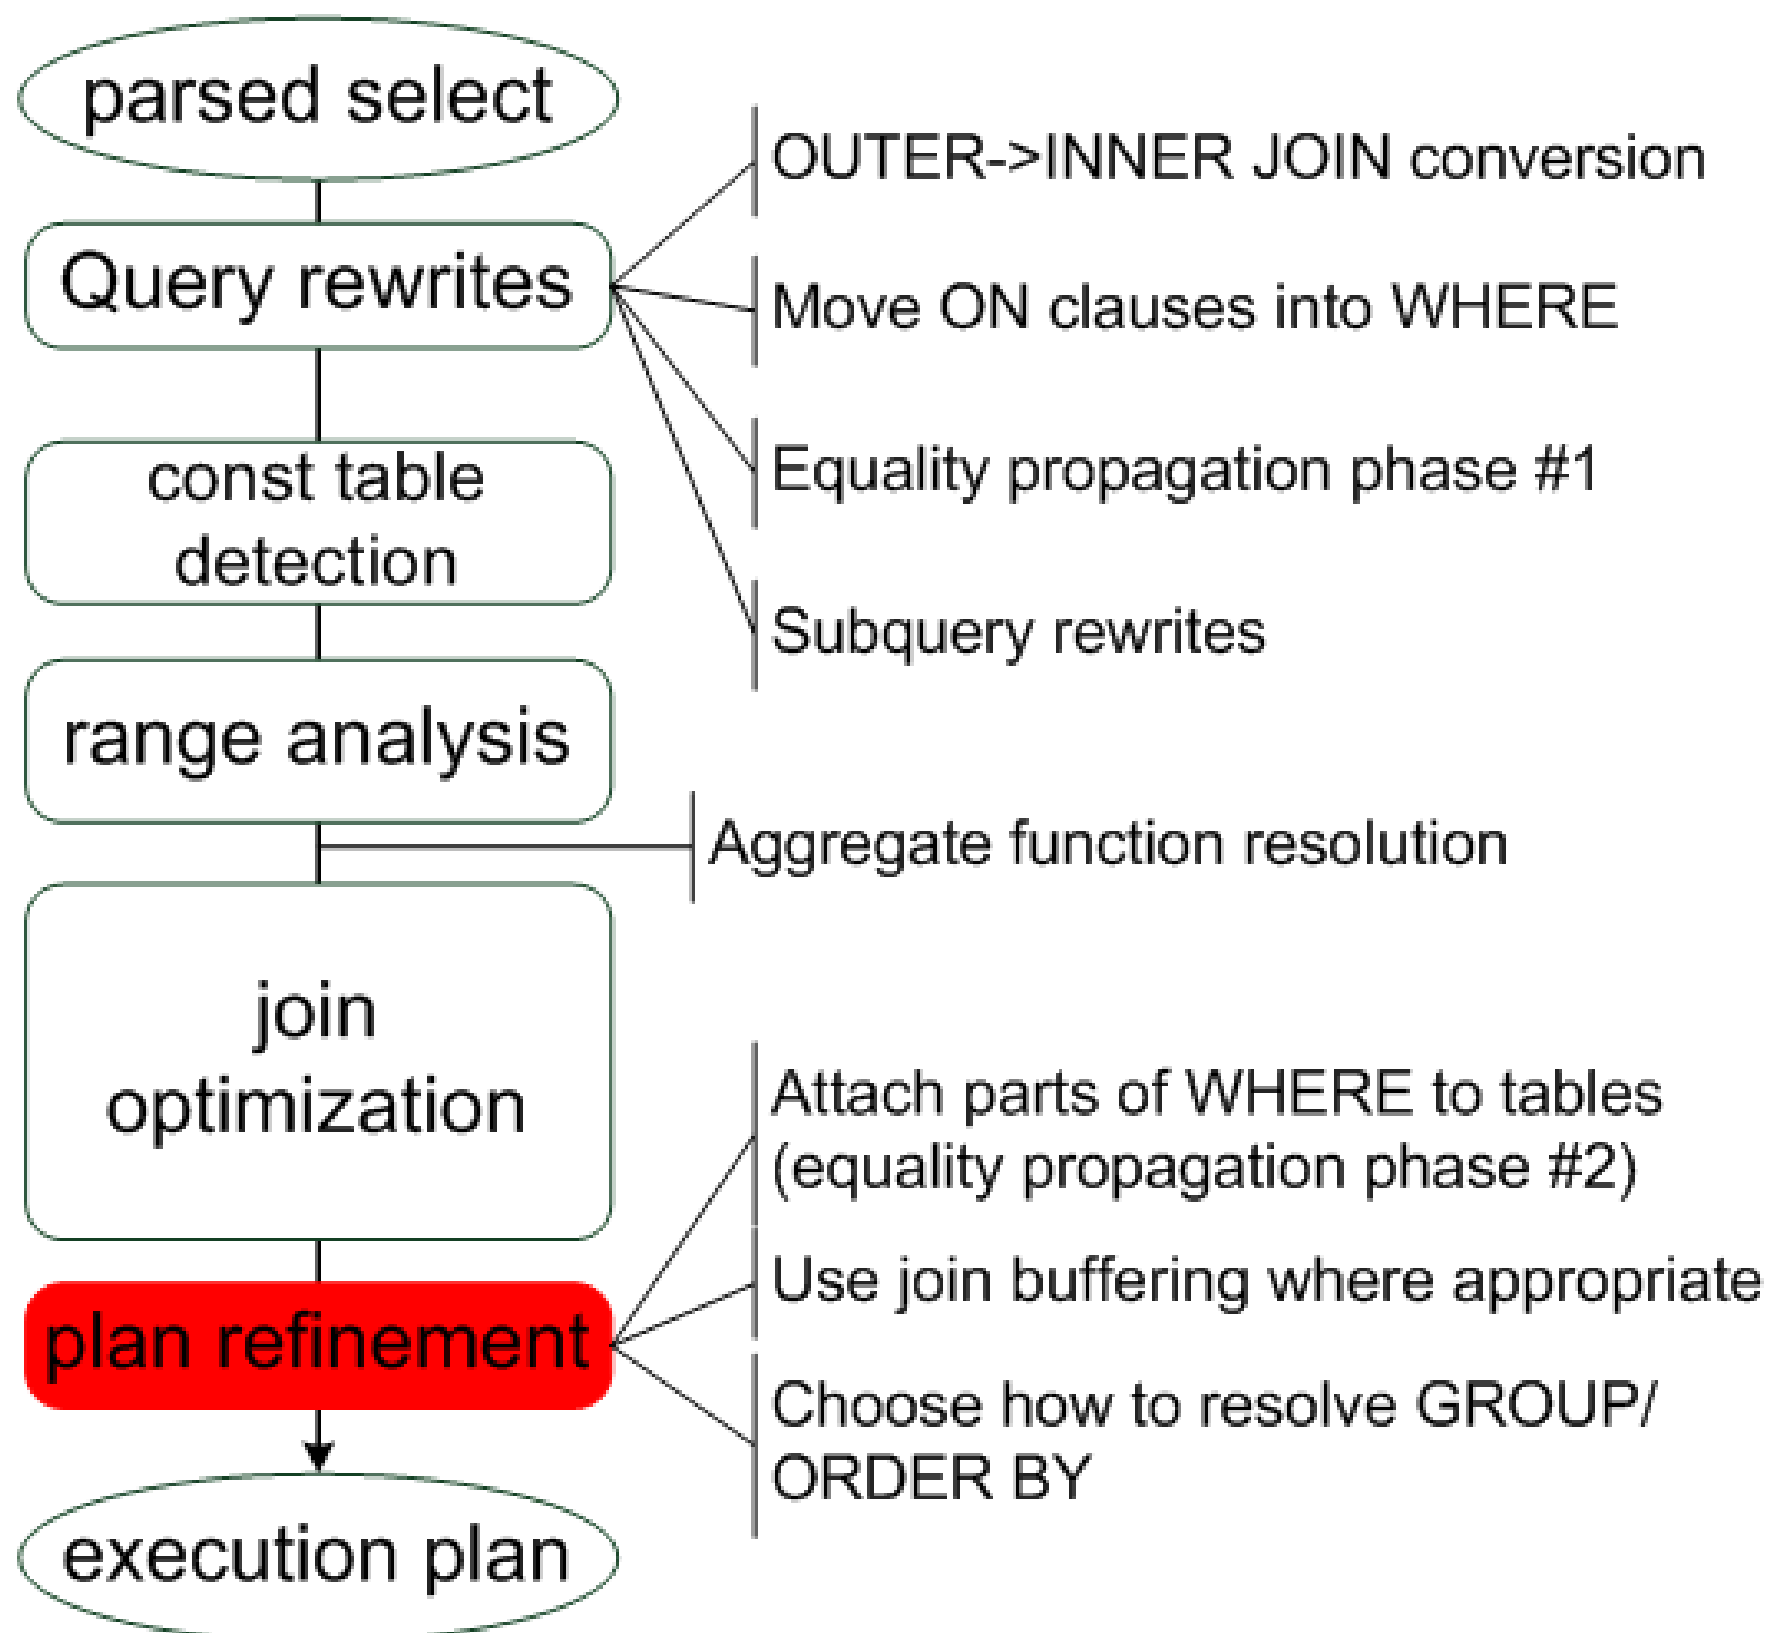 parsed select
OUTER->INNER JOIN conversion
Query rewrites
Move ON clauses into WHERE
const table
detection
Equality propagation phase #1
Subquery rewrites
range analysis
Aggregate function resolution
join
optimization
Attach parts of WHERE to tables
(equality propagation phase #2)
Use join buffering where appropriate
plan refinement
Choose how to resolve GROUP/
ORDER BY
execution plan